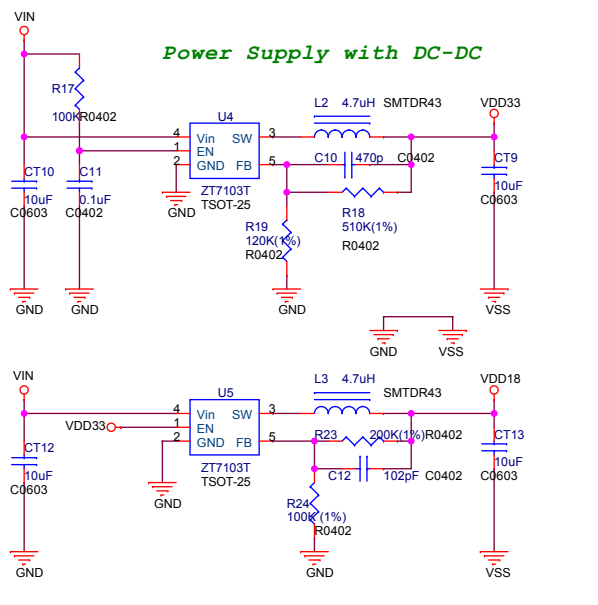 VIN
Power Supply with DC-DC
R17
100K R0402
U4
L2 4.7uH SMTDR43
VDD33
4 Vin SW 3
1 EN
2 GND FB 5
C10 470p C0402
CT10
10uF
C0603
C11
0.1uF
C0402
CT9
10uF
C0603
ZT7103T
TSOT-25
GND
R19
120K(1%)
R0402
R18
510K(1%)
R0402
GND
GND
GND
VSS
GND
VSS
VIN
U5
L3 4.7uH
SMTDR43
VDD18
4 Vin SW 3
VDD33 1 EN
2 GND FB 5
R23 200K(1%) R0402
CT12
10uF
C0603
CT13
10uF
C0603
ZT7103T
TSOT-25
C12 102pF C0402
GND
R24
100K (1%)
R0402
GND
GND
VSS